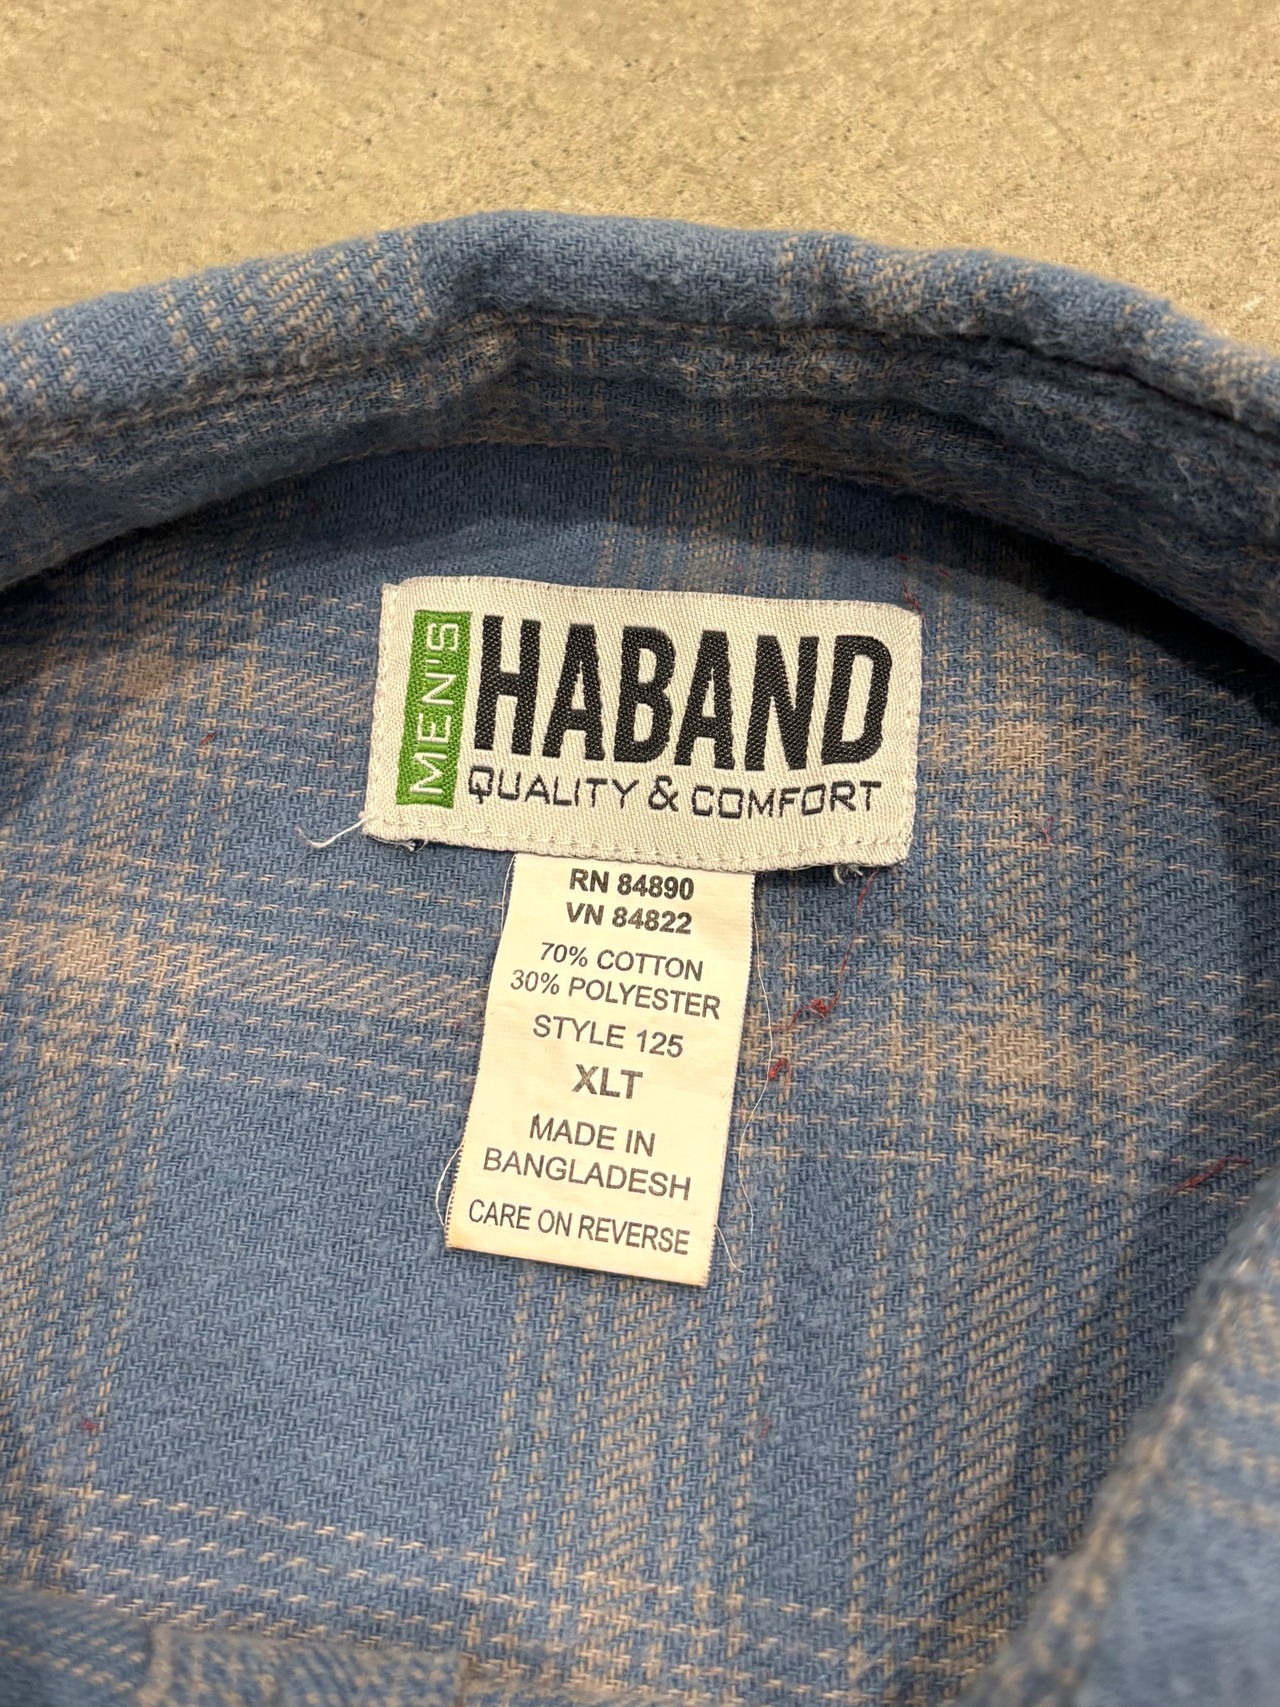 MEN'S
HABAND
QUALITY & COMFORT
RN 84890
VN 84822
70% COTTON
30% POLYESTER
STYLE 125
XLT
MADE IN
BANGLADESH
CARE ON REVERSE